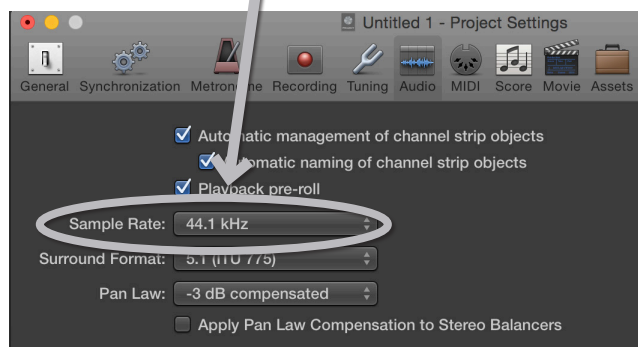 Untitled 1 - Project Settings
General Synchronization Metronome Recording Tuning Audio MIDI Score Movie Assets
Automatic management of channel strip objects
Automatic naming of channel strip objects
Playback pre-roll
Sample Rate: 44.1 kHz
Surround Format: 5.1 (ITU 775)
Pan Law: -3 dB compensated
Apply Pan Law Compensation to Stereo Balancers